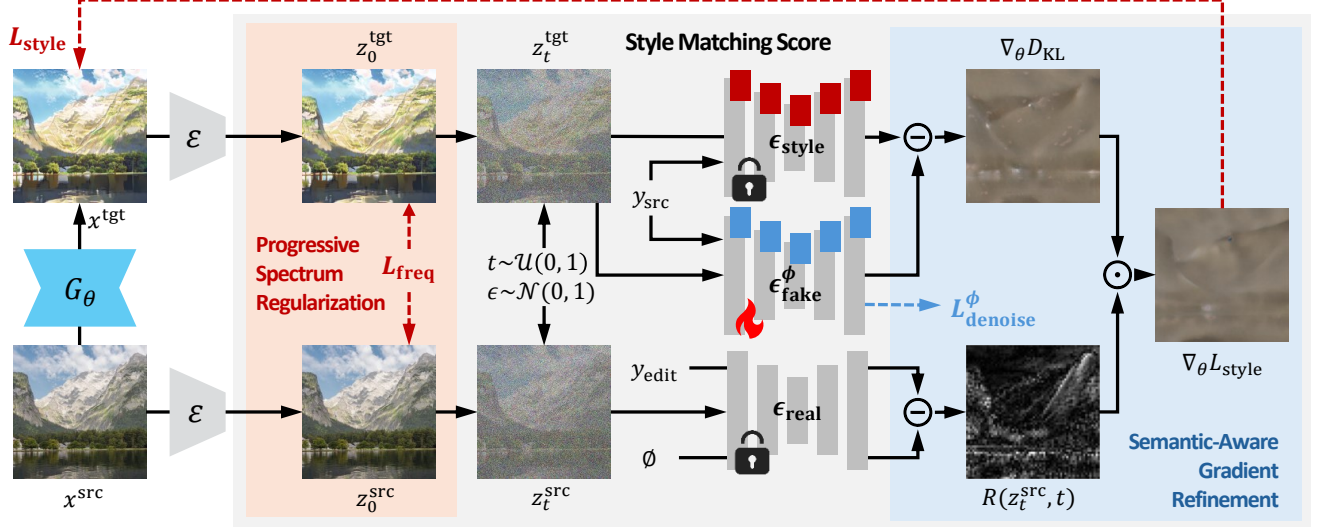 L_style
z_0^tgt
z_t^tgt
Style Matching Score
∇_θ D_KL
ε
ϵ_style
x^tgt
y_src
Progressive
Spectrum
Regularization
L_freq
t~𝒰(0, 1)
ϵ~𝒩(0, 1)
G_θ
ϵ_fake^ϕ
L_denoise^ϕ
∇_θ L_style
y_edit
ε
ϵ_real
∅
Semantic-Aware
Gradient
Refinement
x^src
z_0^src
z_t^src
R(z_t^src, t)